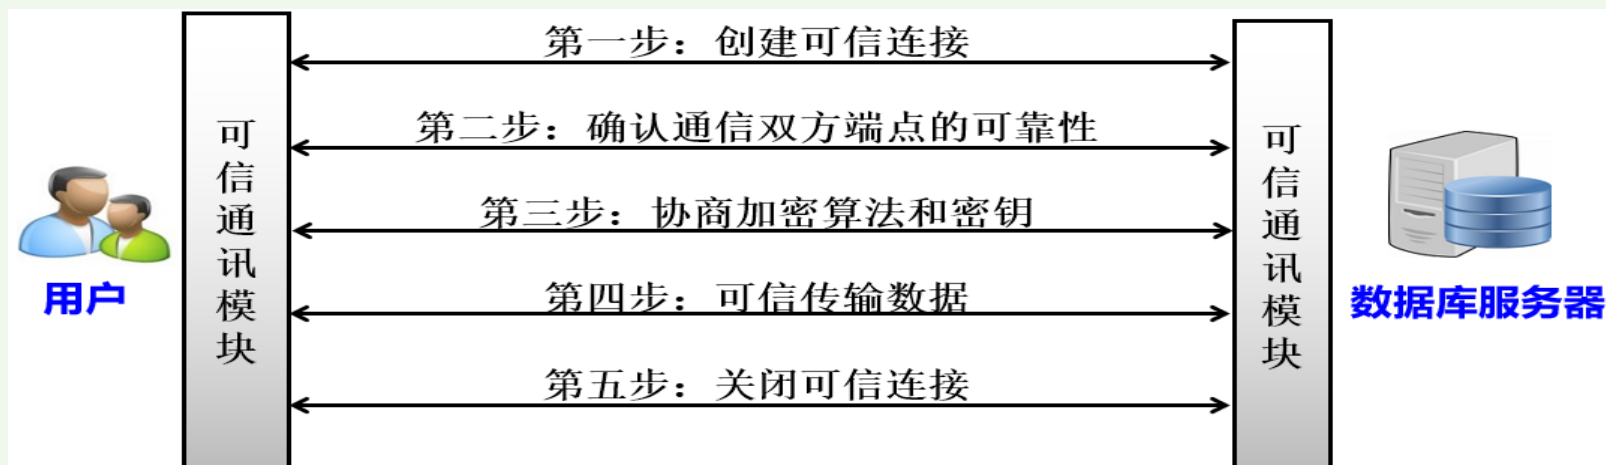 第一步：创建可信连接
第二步：确认通信双方端点的可靠性
第三步：协商加密算法和密钥
第四步：可信传输数据
第五步：关闭可信连接
用户
可信通讯模块
可信通讯模块
数据库服务器